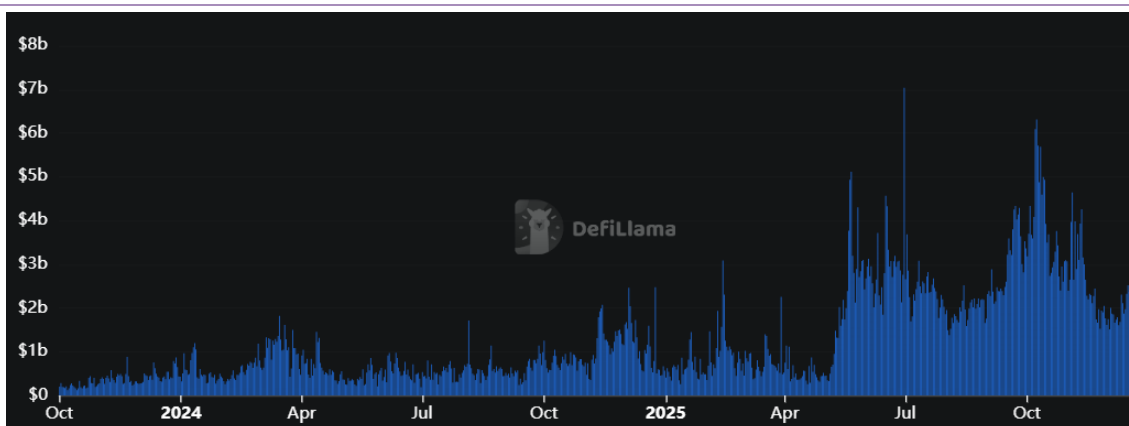 $8b
$7b
$6b
$5b
$4b
$3b
$2b
$1b
$0
DefiLlama
Oct 2024 Apr Jul Oct 2025 Apr Jul Oct